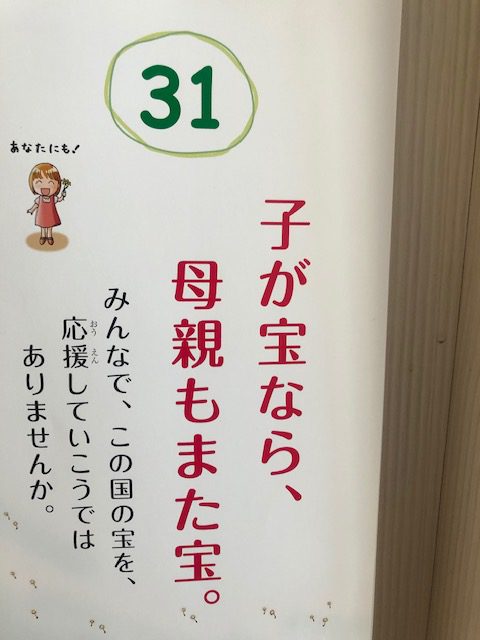 31
あなたにも!
子が宝なら、
母親もまた宝。
みんなで、この国の宝を、
応援していこうでは
おうえん
ありませんか。